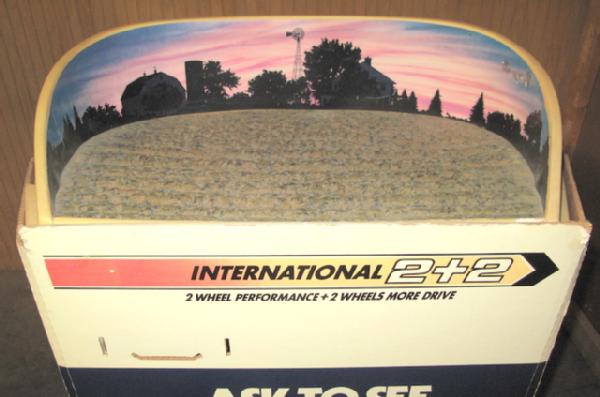 INTERNATIONAL 2+2
2 WHEEL PERFORMANCE + 2 WHEELS MORE DRIVE
ASK TO SEE